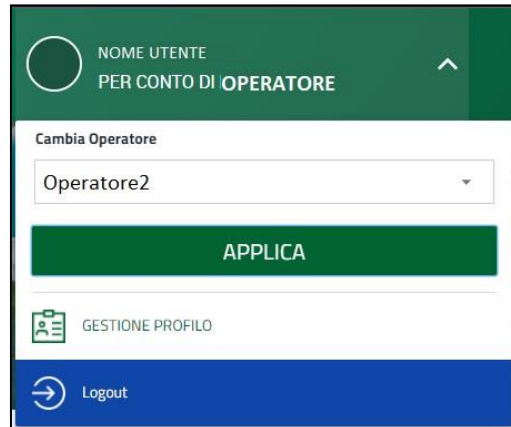 NOME UTENTE
PER CONTO DI OPERATORE
Cambia Operatore
Operatore2
APPLICA
GESTIONE PROFILO
Logout